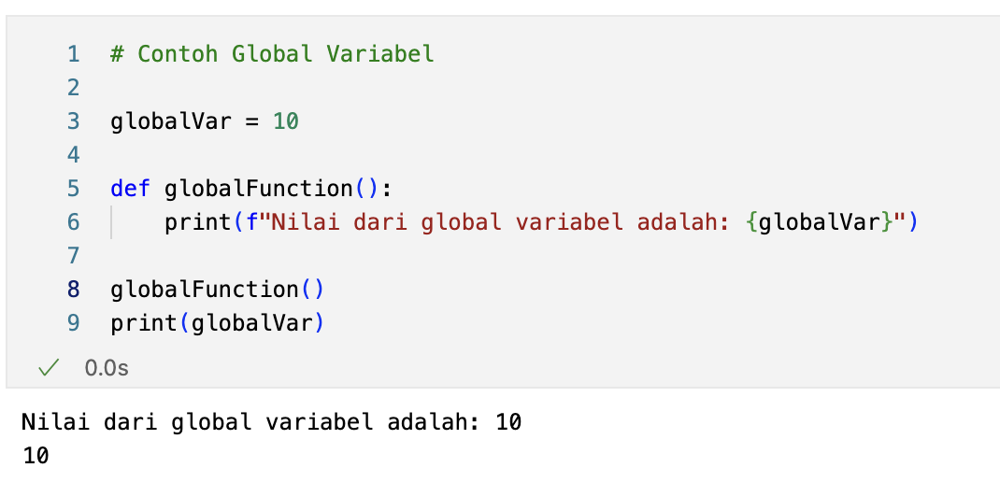 1 # Contoh Global Variabel
2
3 globalVar = 10
4
5 def globalFunction():
6     print(f"Nilai dari global variabel adalah: {globalVar}")
7
8 globalFunction()
9 print(globalVar)
✓ 0.0s
Nilai dari global variabel adalah: 10
10